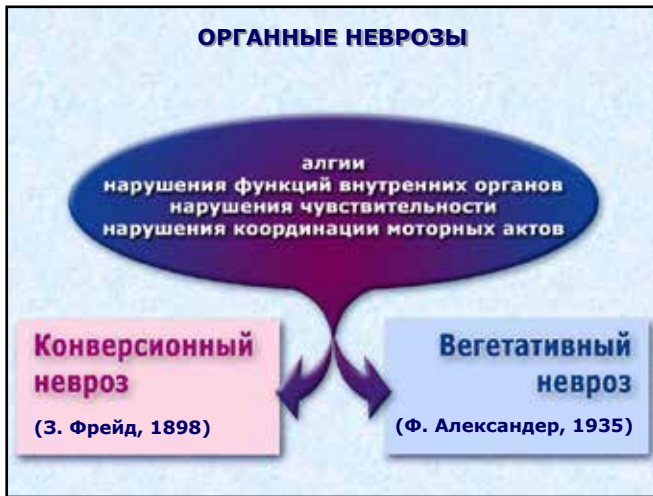 ОРГАННЫЕ НЕВРОЗЫ
алгии
нарушения функций внутренних органов
нарушения чувствительности
нарушения координации моторных актов
Конверсионный
невроз
(З. Фрейд, 1898)
Вегетативный
невроз
(Ф. Александер, 1935)